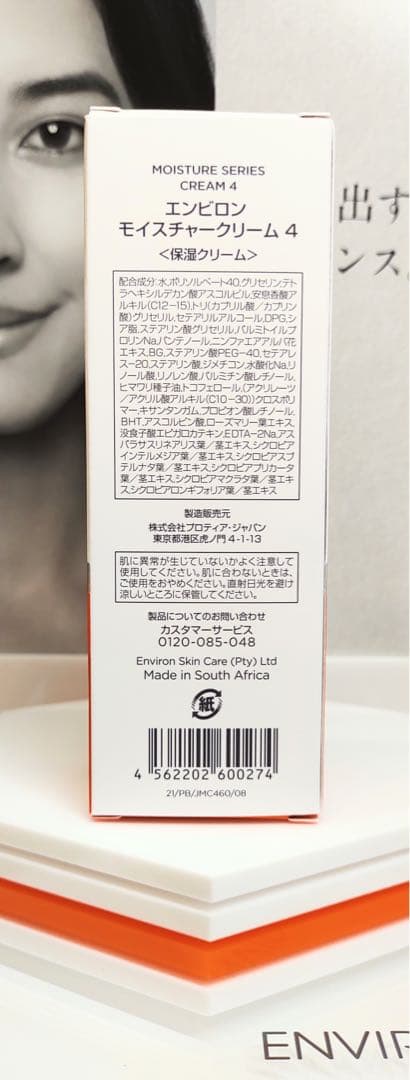 MOISTURE SERIES
CREAM 4
エンビロン
モイスチャークリーム 4
<保湿クリーム>
配合成分:水,ポリソルベート40,グリセリン,テト
ラヘキシルデカン酸アスコルビル,安息香酸ア
ルキル(C12-15),トリ(カプリル酸/カプリン
酸)グリセリル,セテアリルアルコール,DPG,シ
ア脂,ステアリン酸グリセリル,パルミトイルプ
ロリンNa,パンテノール,ニンファエアアルバ花
エキス,BG,ステアリン酸PEG-40,セテアレ
ス-20,ステアリン酸,ジメチコン,水酸化Na,リ
ノール酸,リノレン酸,パルミチン酸レチノール,
ヒマワリ種子油,トコフェロール,(アクリレーツ
/アクリル酸アルキル(C10-30))クロスポリ
マー,キサンタンガム,プロピオン酸レチノール,
BHT,アスコルビン酸,ローズマリー葉エキス,
没食子酸エピガロカテキン,EDTA-2Na,アス
パラサスリネアリス葉/茎エキス,シクロピア
インテルメジア葉/茎エキス,シクロピアスブ
テルナタ葉/茎エキス,シクロピアプリカータ
葉/茎エキス,シクロピアマクラタ葉/茎エキ
ス,シクロピアロンギフォリア葉/茎エキス
製造販売元
株式会社プロティア・ジャパン
東京都港区虎ノ門 4-1-13
肌に異常が生じていないかよく注意して
使用してください。肌に合わないときは、
ご使用をおやめください。直射日光を避け
涼しいところに保管してください。
製品についてのお問い合わせ
カスタマーサービス
0120-085-048
Environ Skin Care (Pty) Ltd
Made in South Africa
紙
4 562202 600274
21/PB/JMC460/08
出す
ンス
ENVIR